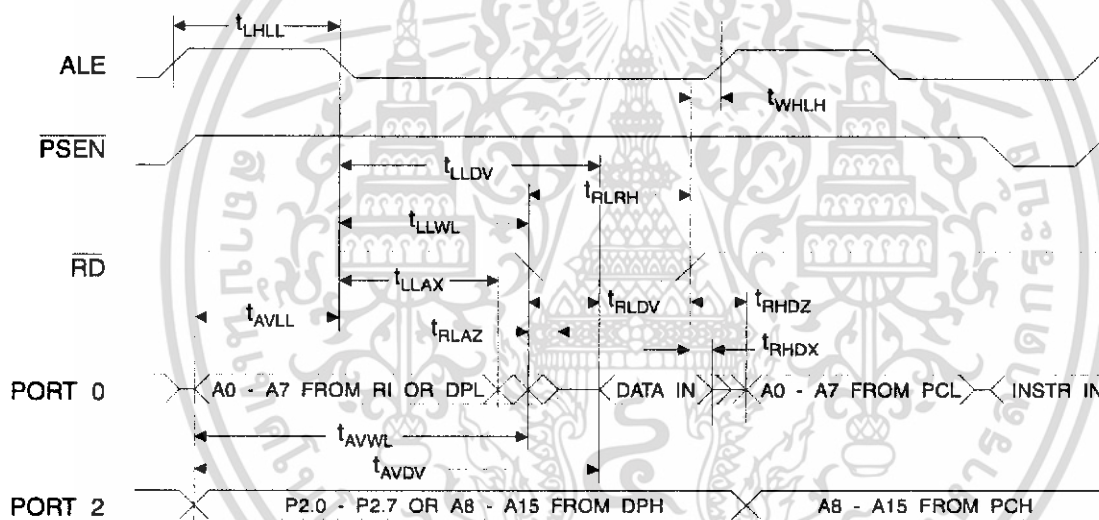 tLHLL
ALE
tWHLH
PSEN
tLLDV
tRLRH
tLLWL
RD
tLLAX
tRLDV
tRHDZ
tAVLL
tRLAZ
tRHDX
PORT 0
A0 - A7 FROM RI OR DPL
DATA IN
A0 - A7 FROM PCL
INSTR IN
tAVWL
tAVDV
PORT 2
P2.0 - P2.7 OR A8 - A15 FROM DPH
A8 - A15 FROM PCH